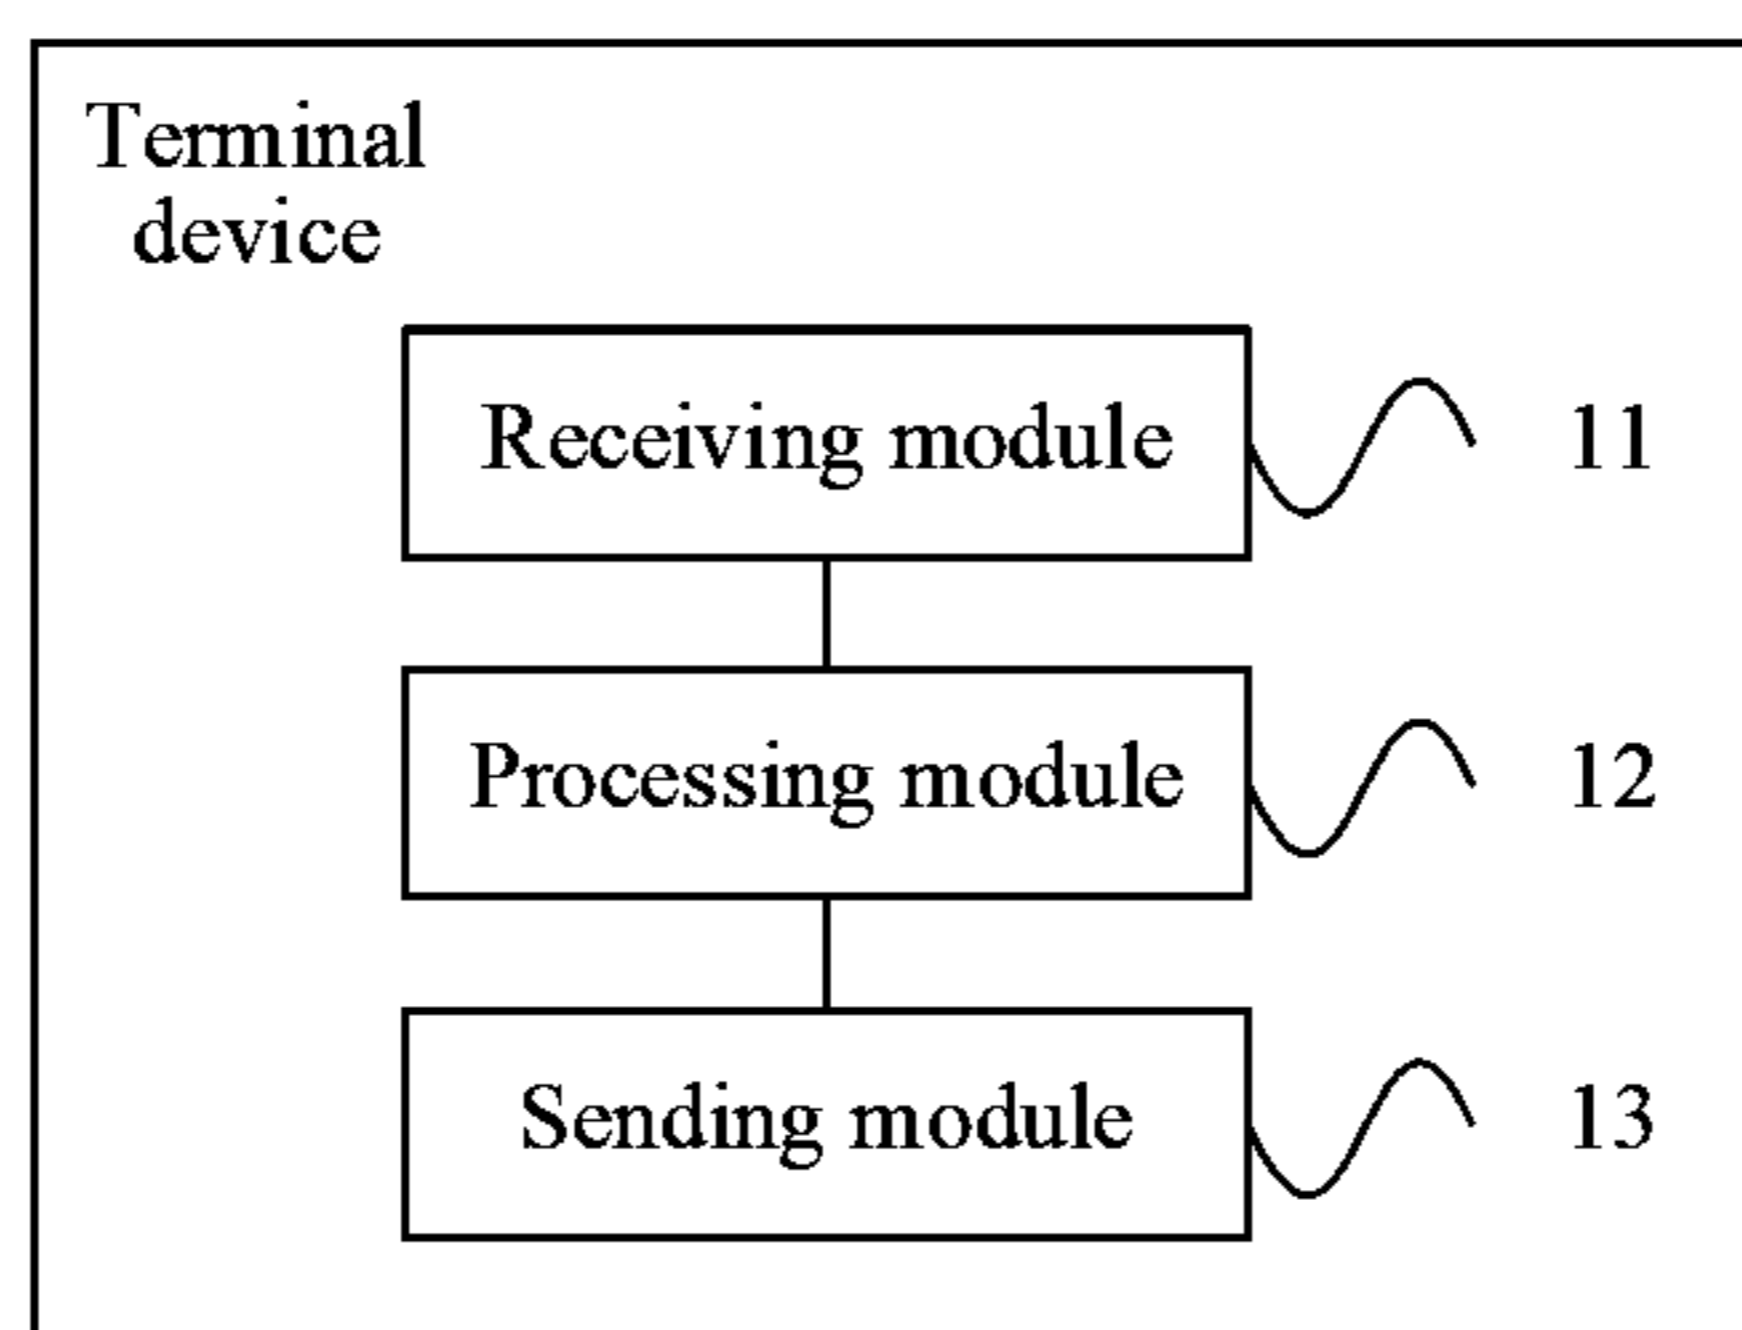 Terminal
device
Receiving module 11
Processing module 12
Sending module 13